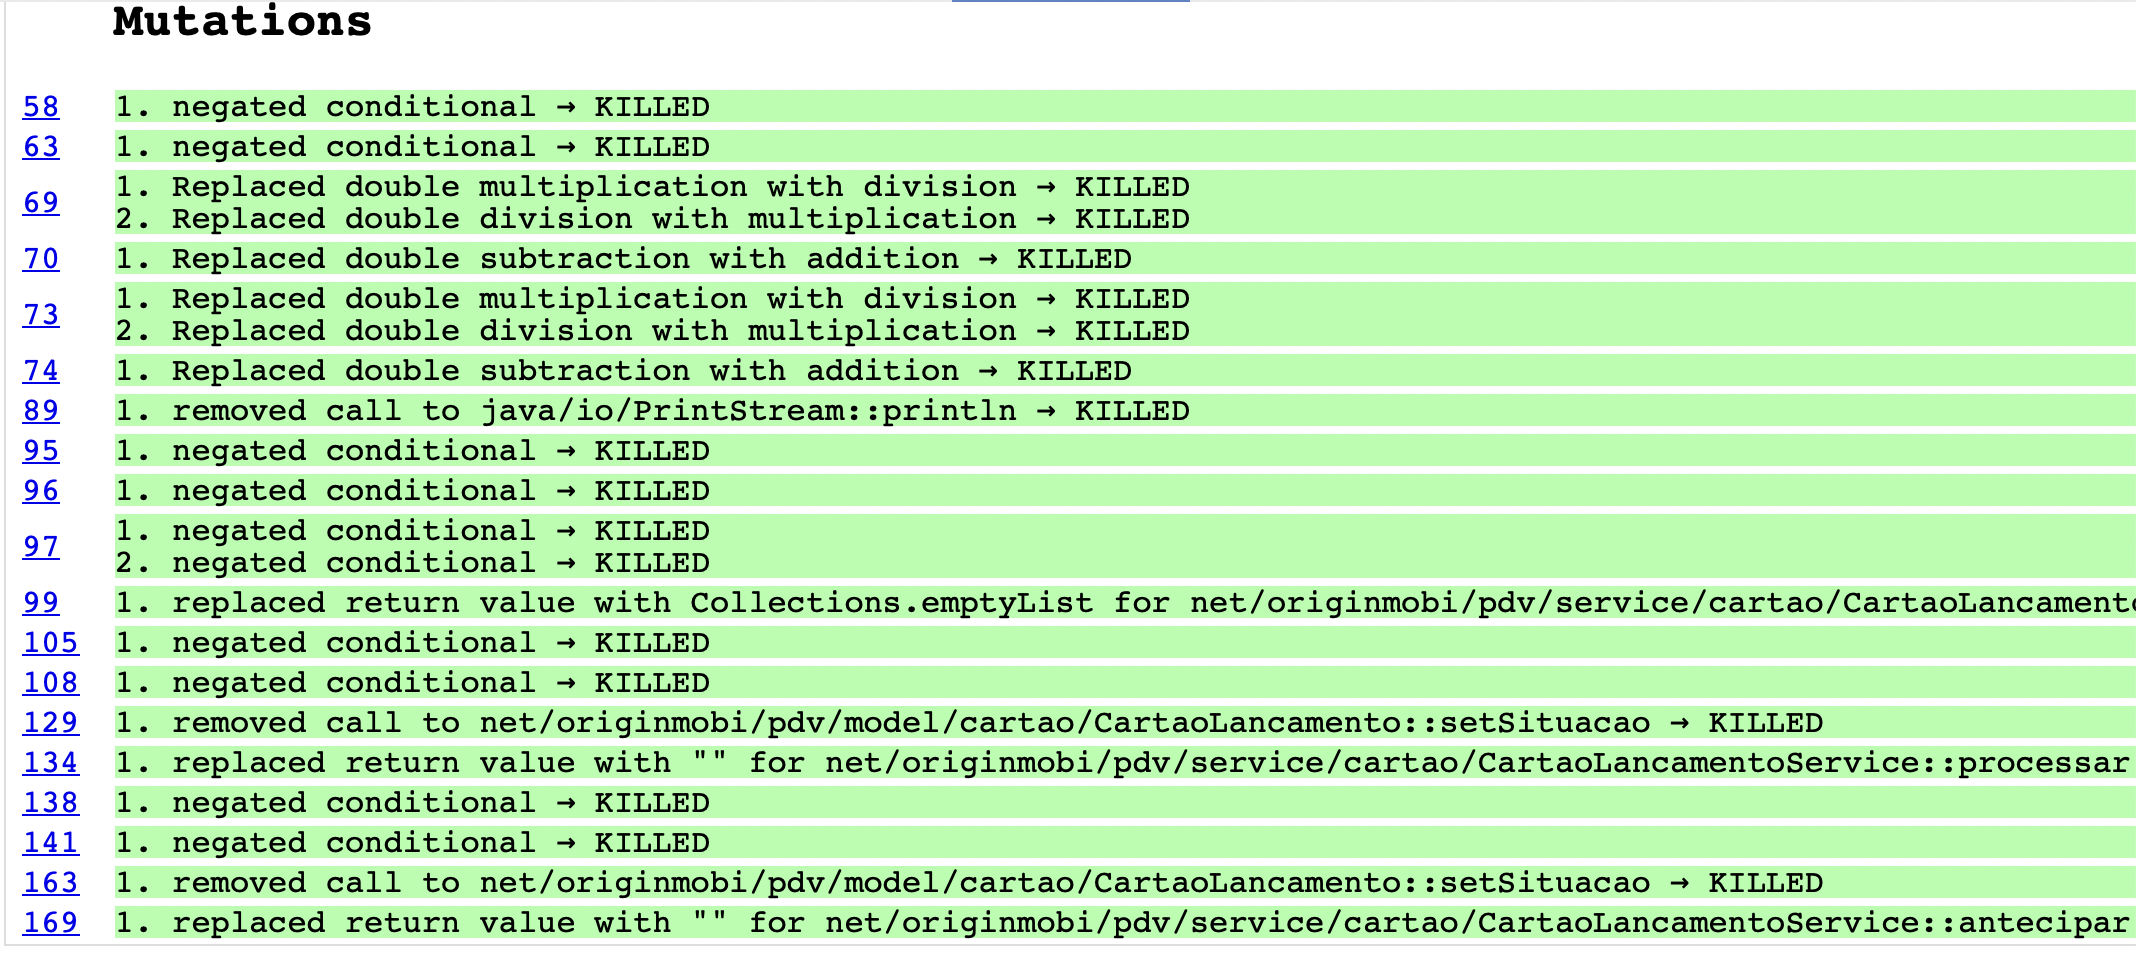 Mutations
58 1. negated conditional → KILLED
63 1. negated conditional → KILLED
69 1. Replaced double multiplication with division → KILLED
2. Replaced double division with multiplication → KILLED
70 1. Replaced double subtraction with addition → KILLED
73 1. Replaced double multiplication with division → KILLED
2. Replaced double division with multiplication → KILLED
74 1. Replaced double subtraction with addition → KILLED
89 1. removed call to java/io/PrintStream::println → KILLED
95 1. negated conditional → KILLED
96 1. negated conditional → KILLED
97 1. negated conditional → KILLED
2. negated conditional → KILLED
99 1. replaced return value with Collections.emptyList for net/originmobi/pdv/service/cartao/CartaoLancamento
105 1. negated conditional → KILLED
108 1. negated conditional → KILLED
129 1. removed call to net/originmobi/pdv/model/cartao/CartaoLancamento::setSituacao → KILLED
134 1. replaced return value with "" for net/originmobi/pdv/service/cartao/CartaoLancamentoService::processar
138 1. negated conditional → KILLED
141 1. negated conditional → KILLED
163 1. removed call to net/originmobi/pdv/model/cartao/CartaoLancamento::setSituacao → KILLED
169 1. replaced return value with "" for net/originmobi/pdv/service/cartao/CartaoLancamentoService::antecipar